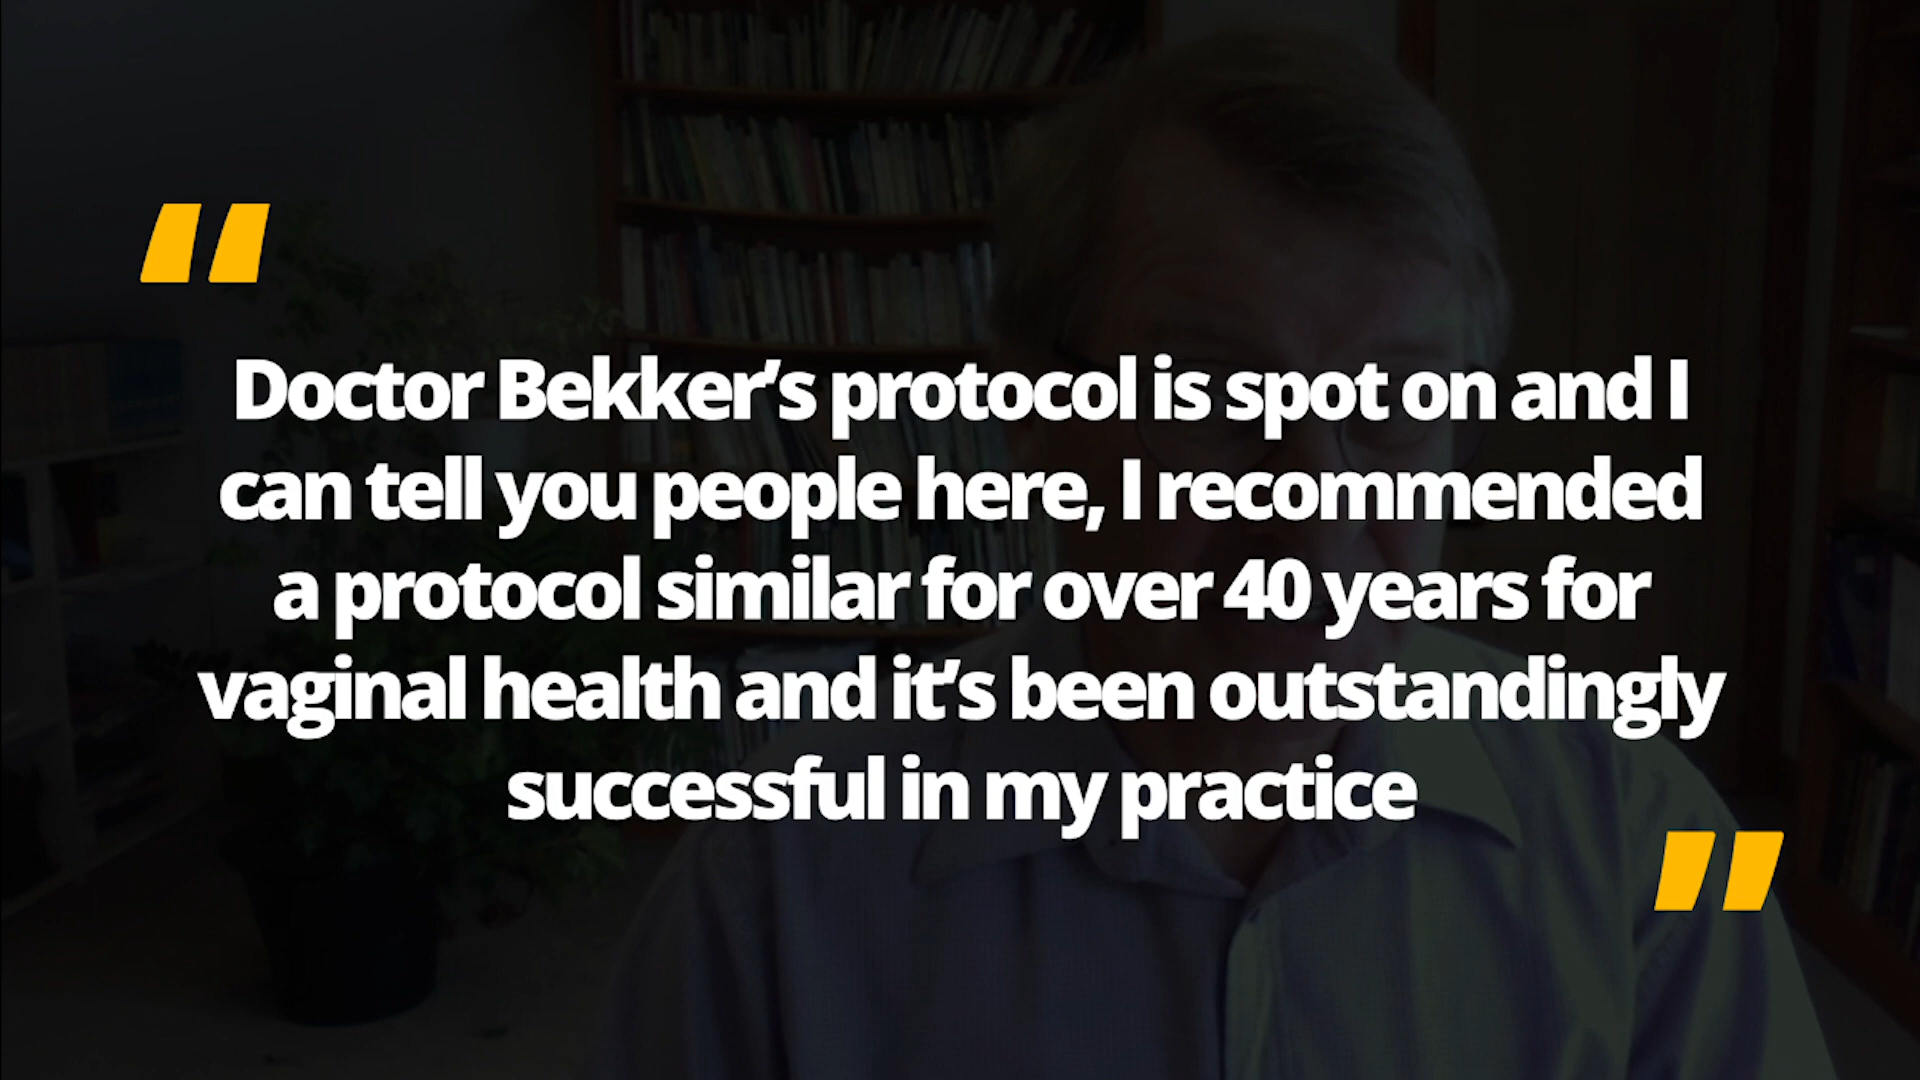 “
Doctor Bekker’s protocol is spot on and I
can tell you people here, I recommended
a protocol similar for over 40 years for
vaginal health and it’s been outstandingly
successful in my practice
”